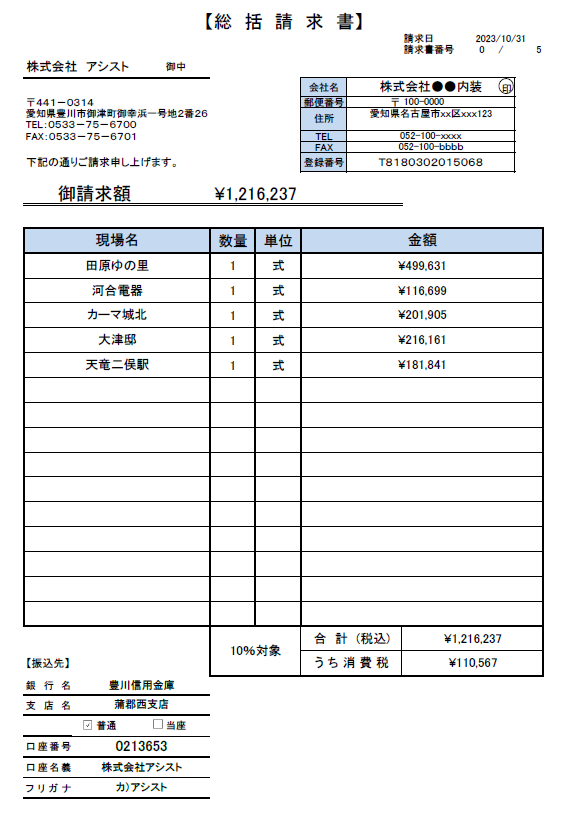 【総 括 請 求 書】
請求日 2023/10/31
請求書番号 0 / 5
株式会社 アシスト 御中
〒441-0314
愛知県豊川市御津町御幸浜一号地2番26
TEL:0533-75-6700
FAX:0533-75-6701
下記の通りご請求申し上げます。
会社名 株式会社●●内装 印
郵便番号 〒 100-0000
住所 愛知県名古屋市xx区xxx123
TEL 052-100-xxxx
FAX 052-100-bbbb
登録番号 T8180302015068
御請求額 ¥1,216,237
現場名 数量 単位 金額
田原ゆの里 1 式 ¥499,631
河合電器 1 式 ¥116,699
カーマ城北 1 式 ¥201,905
大津邸 1 式 ¥216,161
天竜二俣駅 1 式 ¥181,841
10%対象 合 計 (税込) ¥1,216,237
うち消費税 ¥110,567
【振込先】
銀 行 名 豊川信用金庫
支 店 名 蒲郡西支店
普通 当座
口座番号 0213653
口座名義 株式会社アシスト
フリガナ カ)アシスト